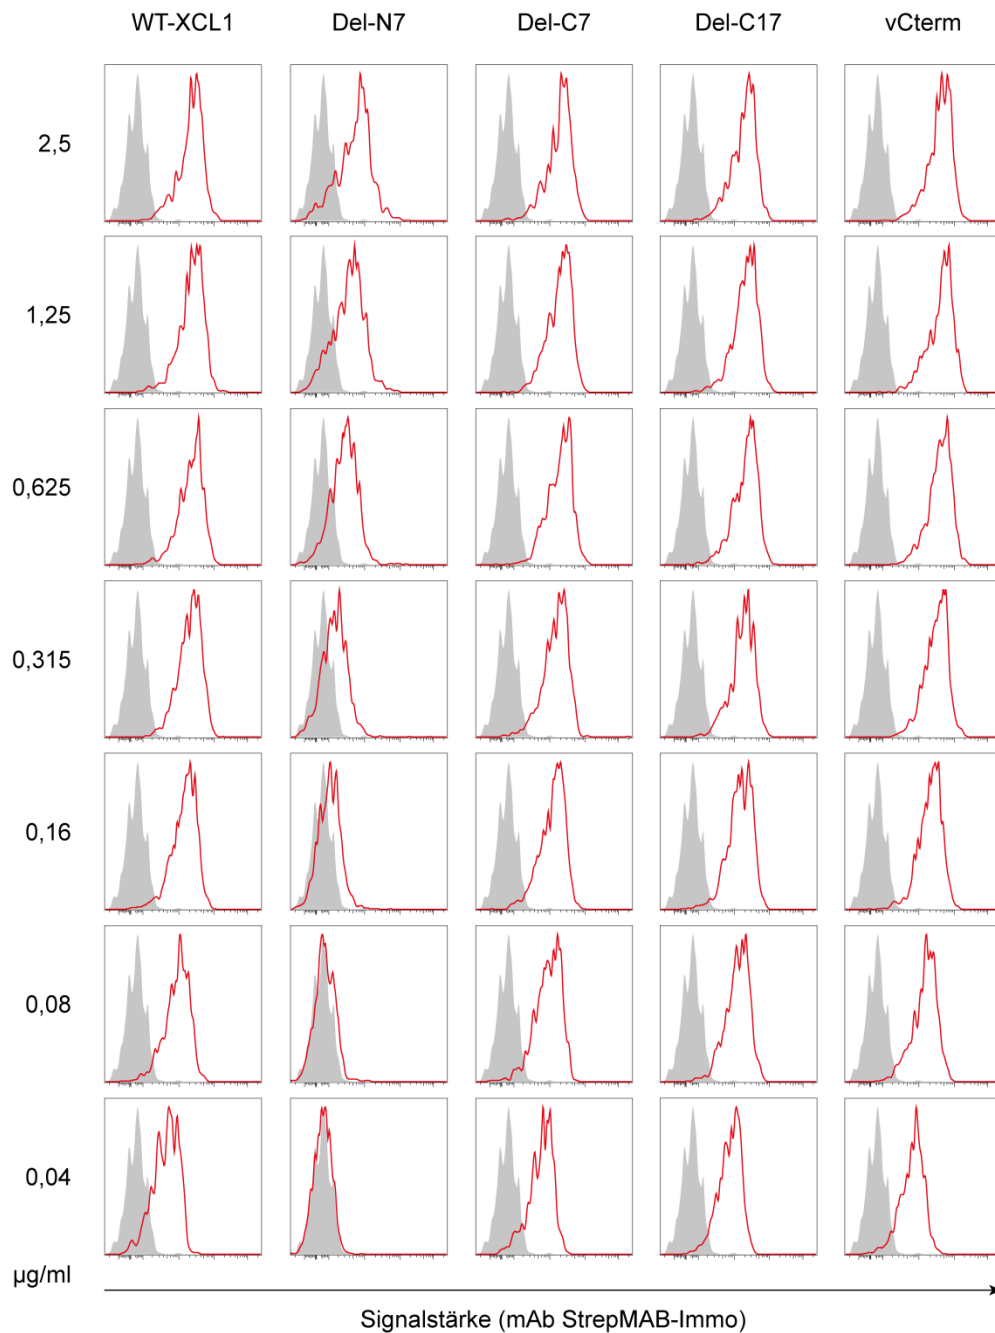 WT-XCL1 Del-N7 Del-C7 Del-C17 vCterm
2,5
1,25
0,625
0,315
0,16
0,08
0,04
µg/ml
Signalstärke (mAb StrepMAB-Immo)